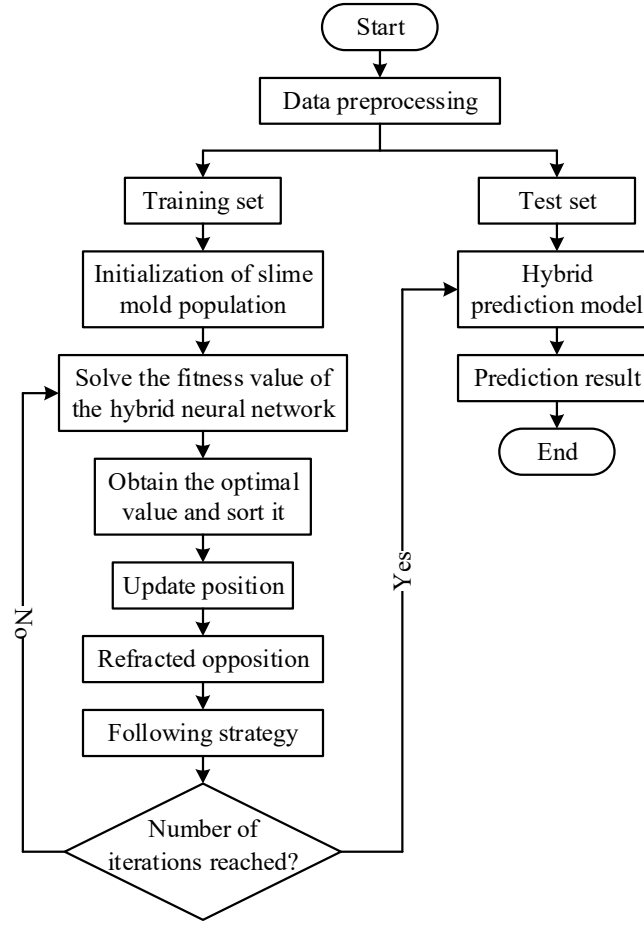 Start
Data preprocessing
Training set
Test set
Initialization of slime
mold population
Hybrid
prediction model
Solve the fitness value of
the hybrid neural network
Prediction result
End
Obtain the optimal
value and sort it
Update position
Refracted opposition
Following strategy
Number of
iterations reached?
No
Yes